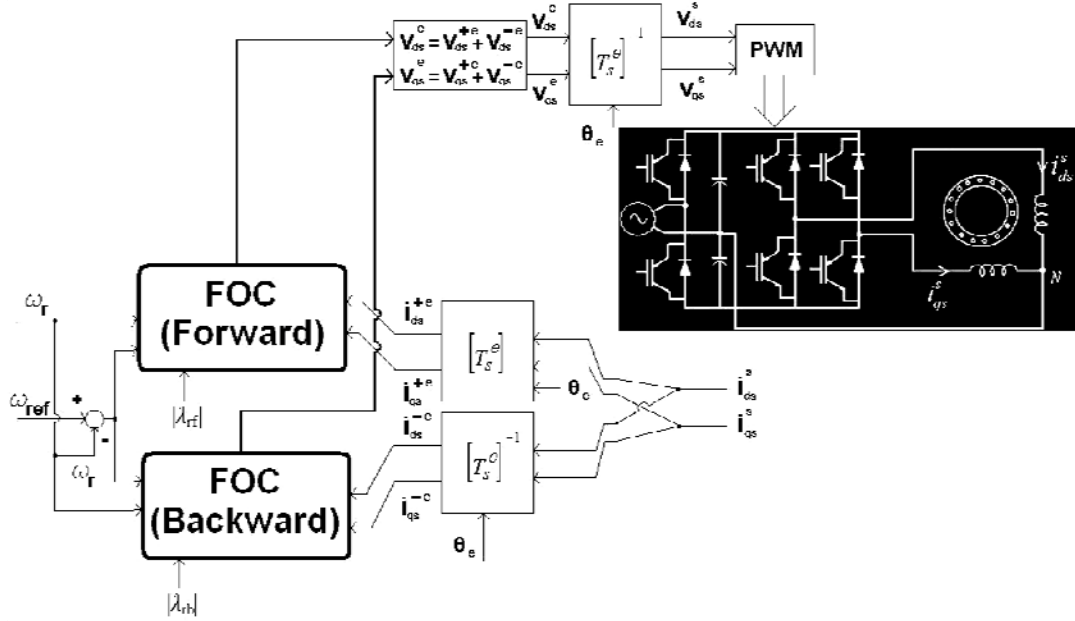 V_ds^c = V_ds^+e + V_ds^-e
V_qs^e = V_qs^+c + V_qs^-c
V_ds^c
V_qs^e
[T_s^e]^-1
θ_e
V_ds^s
V_qs^s
PWM
i_ds^s
i_qs^s
N
FOC
(Forward)
ω_r
ω_ref
+
-
ω_r
|λ_rf|
i_ds^+e
i_qs^+e
[T_s^e]
θ_e
i_ds^s
i_qs^s
FOC
(Backward)
|λ_rb|
i_ds^-c
i_qs^-c
[T_s^e]^-1
θ_e